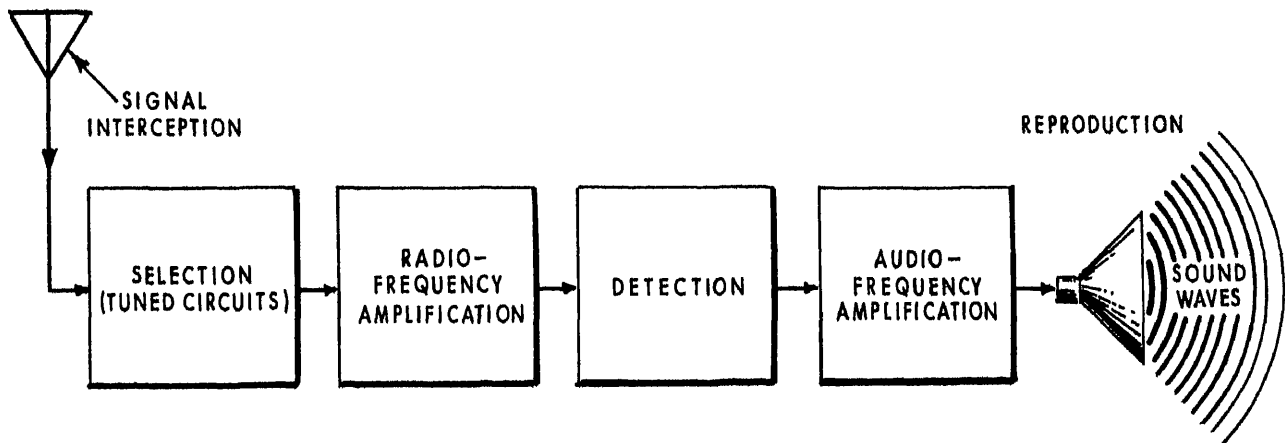 SIGNAL
INTERCEPTION
SELECTION
(TUNED CIRCUITS)
RADIO–
FREQUENCY
AMPLIFICATION
DETECTION
AUDIO–
FREQUENCY
AMPLIFICATION
REPRODUCTION
SOUND
WAVES